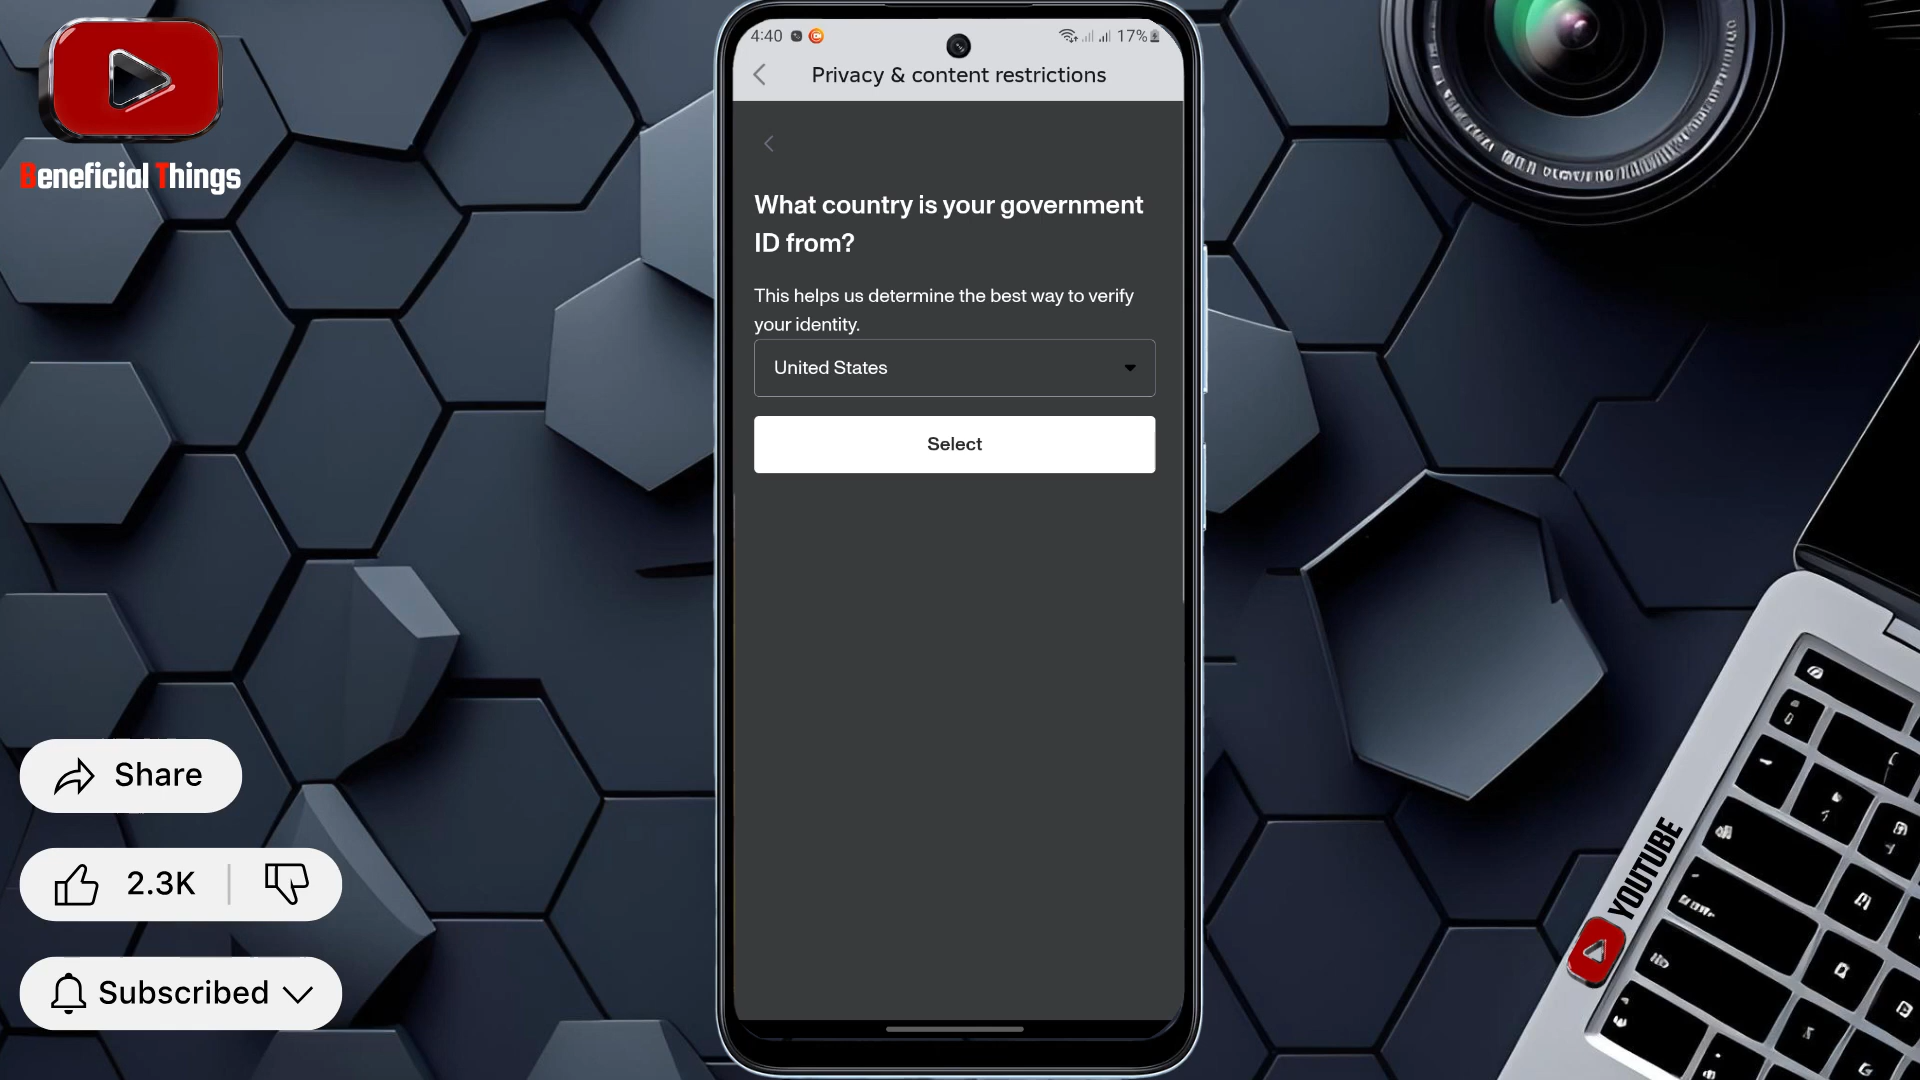 Beneficial Things
4:40
17%
Privacy & content restrictions
What country is your government
ID from?
This helps us determine the best way to verify
your identity.
United States
Select
Share
2.3K
Subscribed
YOUTUBE